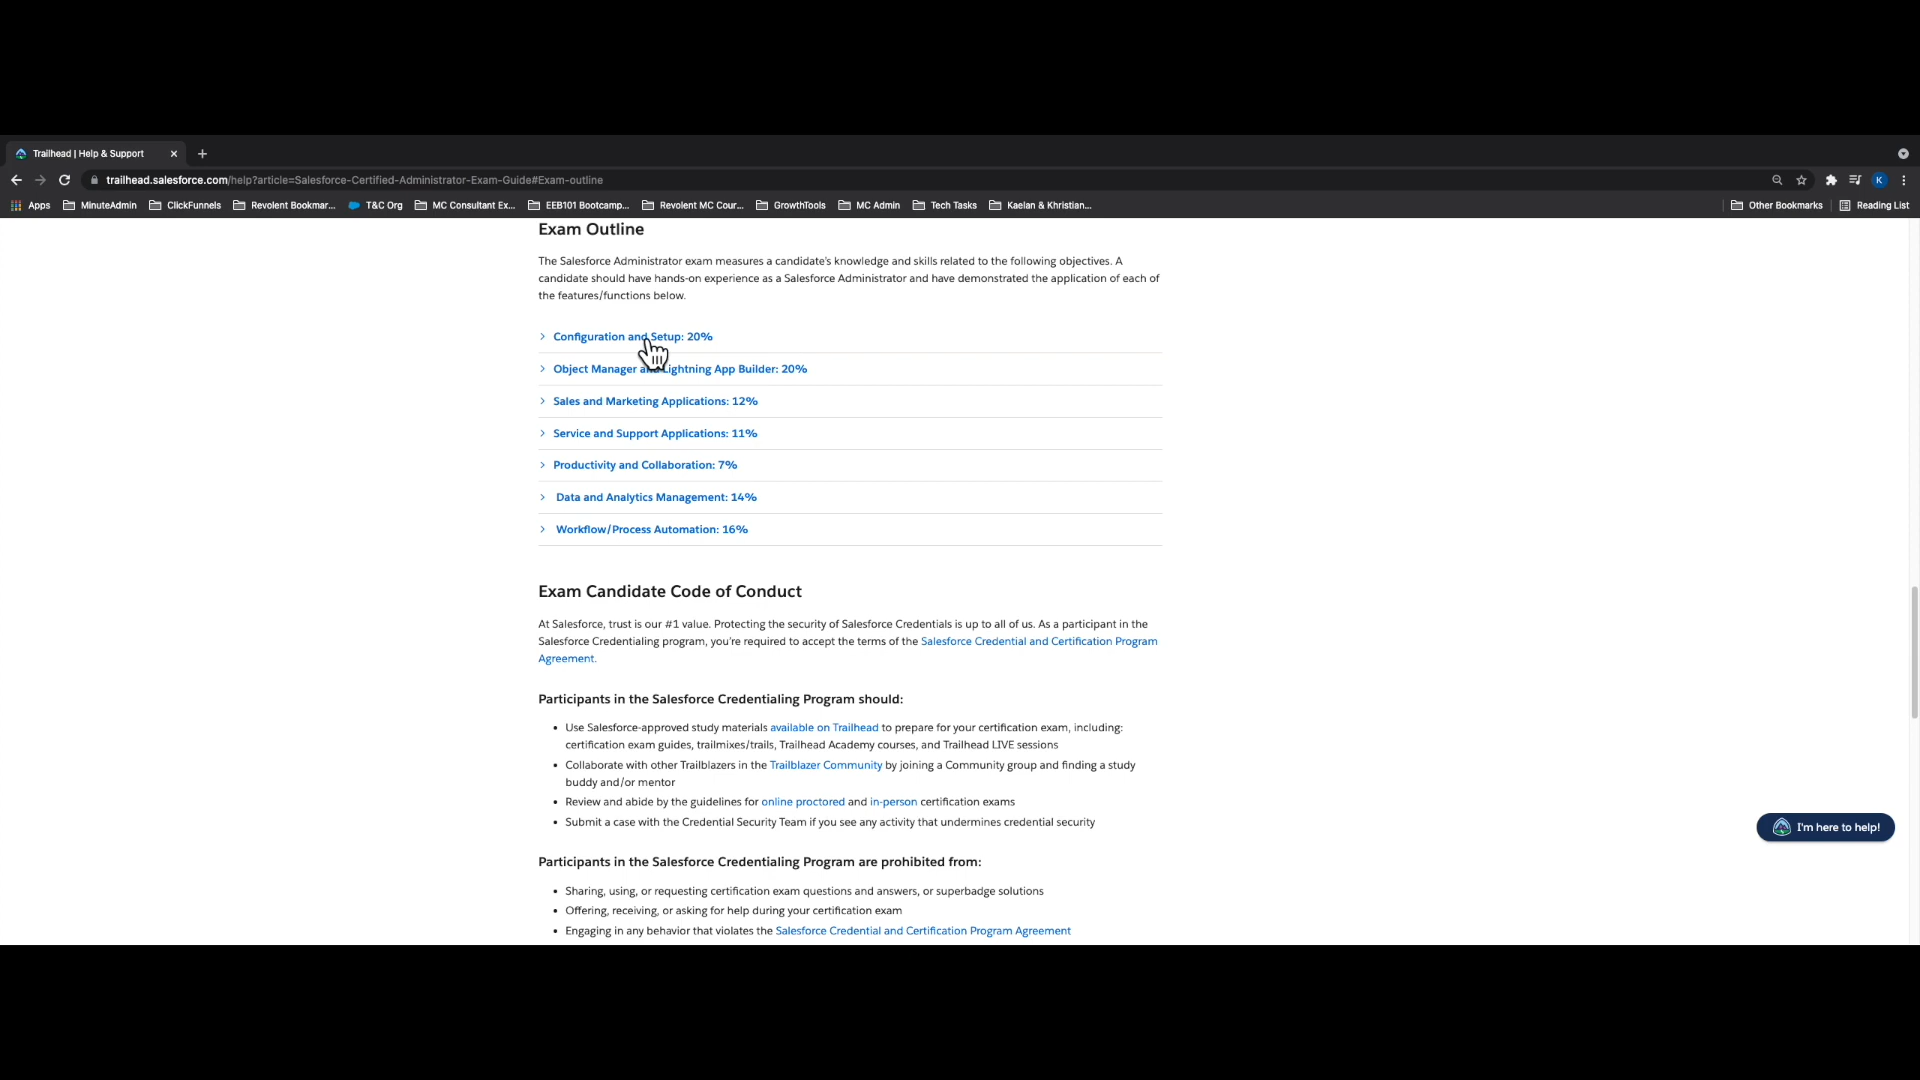 Trailhead | Help & Support
trailhead.salesforce.com/help?article=Salesforce-Certified-Administrator-Exam-Guide#Exam-outline
K
Apps MinuteAdmin ClickFunnels Revolent Bookmar... T&C Org MC Consultant Ex... EEB101 Bootcamp... Revolent MC Cour... GrowthTools MC Admin Tech Tasks Kaelan & Khristian... Other Bookmarks Reading List
Exam Outline
The Salesforce Administrator exam measures a candidate's knowledge and skills related to the following objectives. A
candidate should have hands-on experience as a Salesforce Administrator and have demonstrated the application of each of
the features/functions below.
Configuration and Setup: 20%
Object Manager and Lightning App Builder: 20%
Sales and Marketing Applications: 12%
Service and Support Applications: 11%
Productivity and Collaboration: 7%
Data and Analytics Management: 14%
Workflow/Process Automation: 16%
Exam Candidate Code of Conduct
At Salesforce, trust is our #1 value. Protecting the security of Salesforce Credentials is up to all of us. As a participant in the
Salesforce Credentialing program, you're required to accept the terms of the Salesforce Credential and Certification Program
Agreement.
Participants in the Salesforce Credentialing Program should:
• Use Salesforce-approved study materials available on Trailhead to prepare for your certification exam, including:
certification exam guides, trailmixes/trails, Trailhead Academy courses, and Trailhead LIVE sessions
• Collaborate with other Trailblazers in the Trailblazer Community by joining a Community group and finding a study
buddy and/or mentor
• Review and abide by the guidelines for online proctored and in-person certification exams
• Submit a case with the Credential Security Team if you see any activity that undermines credential security
I'm here to help!
Participants in the Salesforce Credentialing Program are prohibited from:
• Sharing, using, or requesting certification exam questions and answers, or superbadge solutions
• Offering, receiving, or asking for help during your certification exam
• Engaging in any behavior that violates the Salesforce Credential and Certification Program Agreement